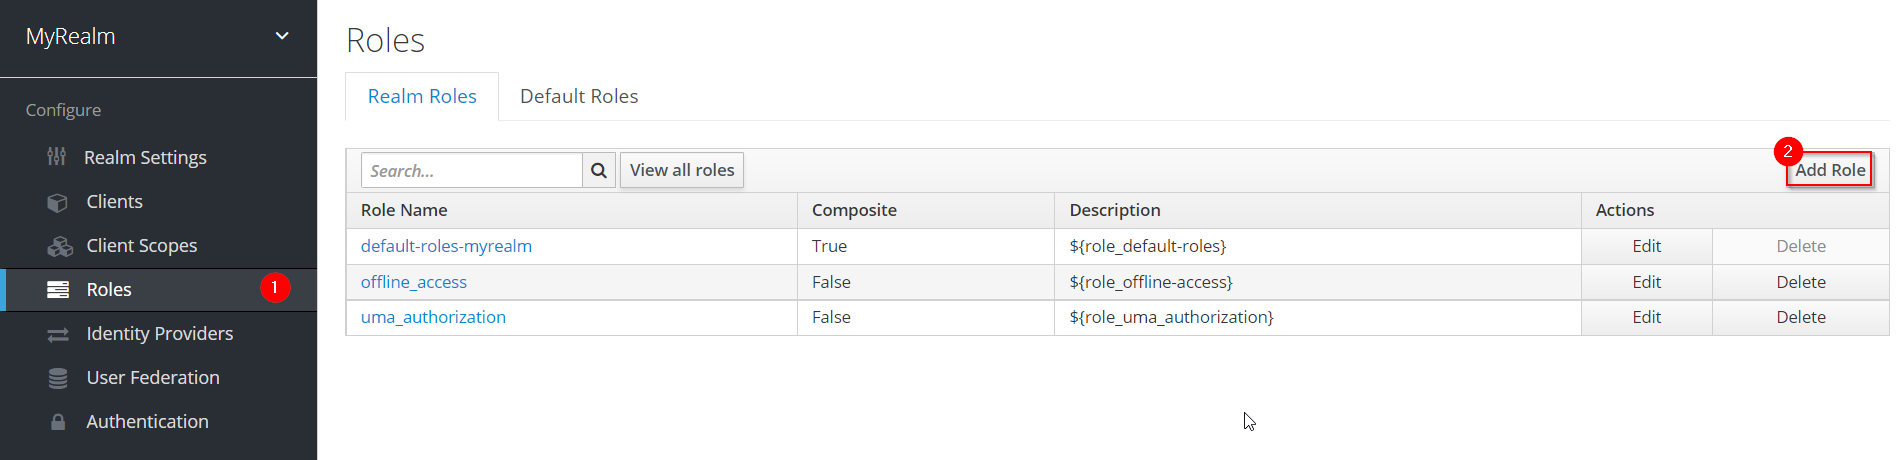 MyRealm
Configure
Realm Settings
Clients
Client Scopes
Roles 1
Identity Providers
User Federation
Authentication
Roles
Realm Roles Default Roles
Search... View all roles 2 Add Role
Role Name Composite Description Actions
default-roles-myrealm True ${role_default-roles} Edit Delete
offline_access False ${role_offline-access} Edit Delete
uma_authorization False ${role_uma_authorization} Edit Delete